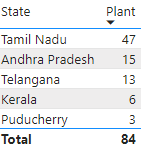 State Plant
Tamil Nadu 47
Andhra Pradesh 15
Telangana 13
Kerala 6
Puducherry 3
Total 84